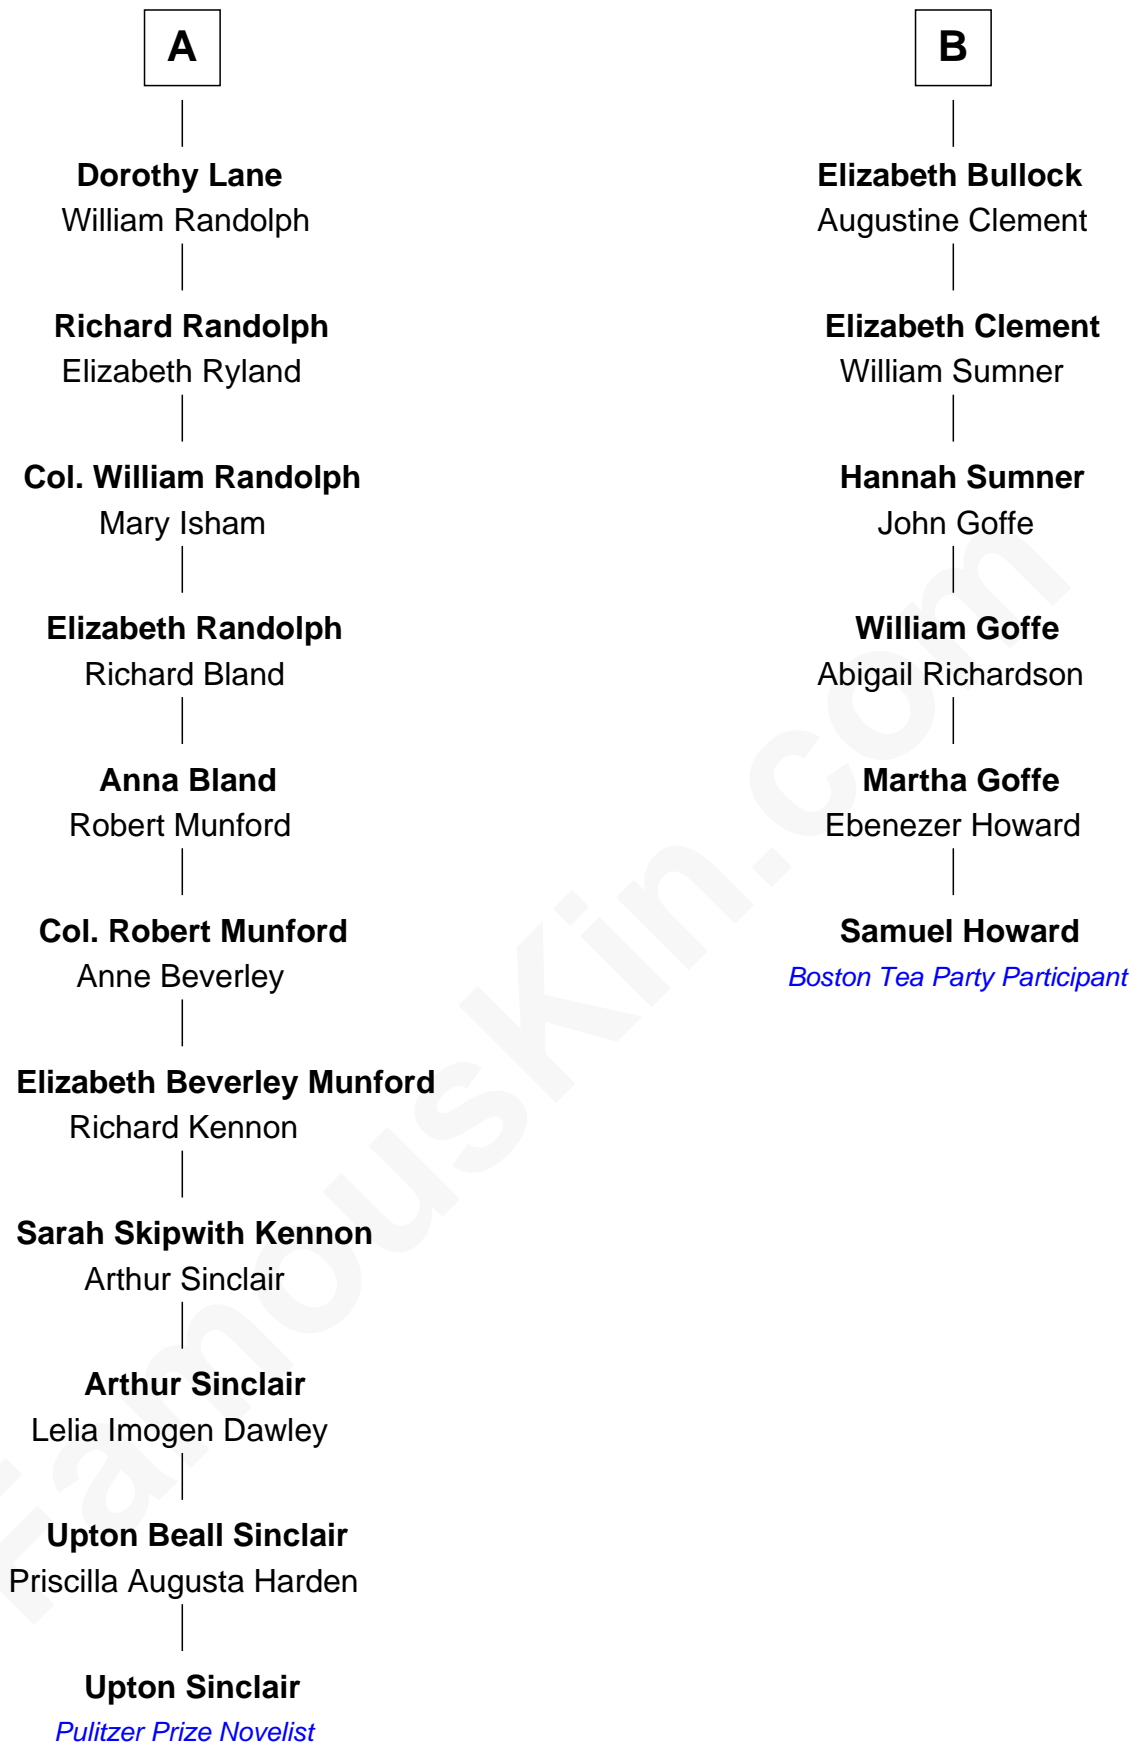 A
Dorothy Lane
William Randolph
Richard Randolph
Elizabeth Ryland
Col. William Randolph
Mary Isham
Elizabeth Randolph
Richard Bland
Anna Bland
Robert Munford
Col. Robert Munford
Anne Beverley
Elizabeth Beverley Munford
Richard Kennon
Sarah Skipwith Kennon
Arthur Sinclair
Arthur Sinclair
Lelia Imogen Dawley
Upton Beall Sinclair
Priscilla Augusta Harden
Upton Sinclair
Pulitzer Prize Novelist
B
Elizabeth Bullock
Augustine Clement
Elizabeth Clement
William Sumner
Hannah Sumner
John Goffe
William Goffe
Abigail Richardson
Martha Goffe
Ebenezer Howard
Samuel Howard
Boston Tea Party Participant
FamousKin.com